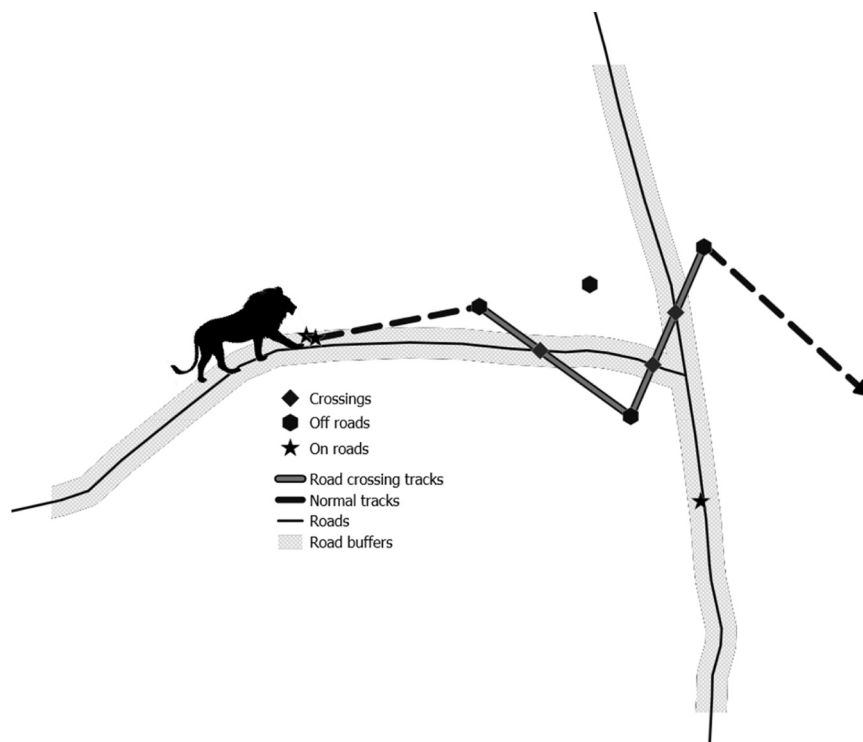 Crossings
Off roads
On roads
Road crossing tracks
Normal tracks
Roads
Road buffers